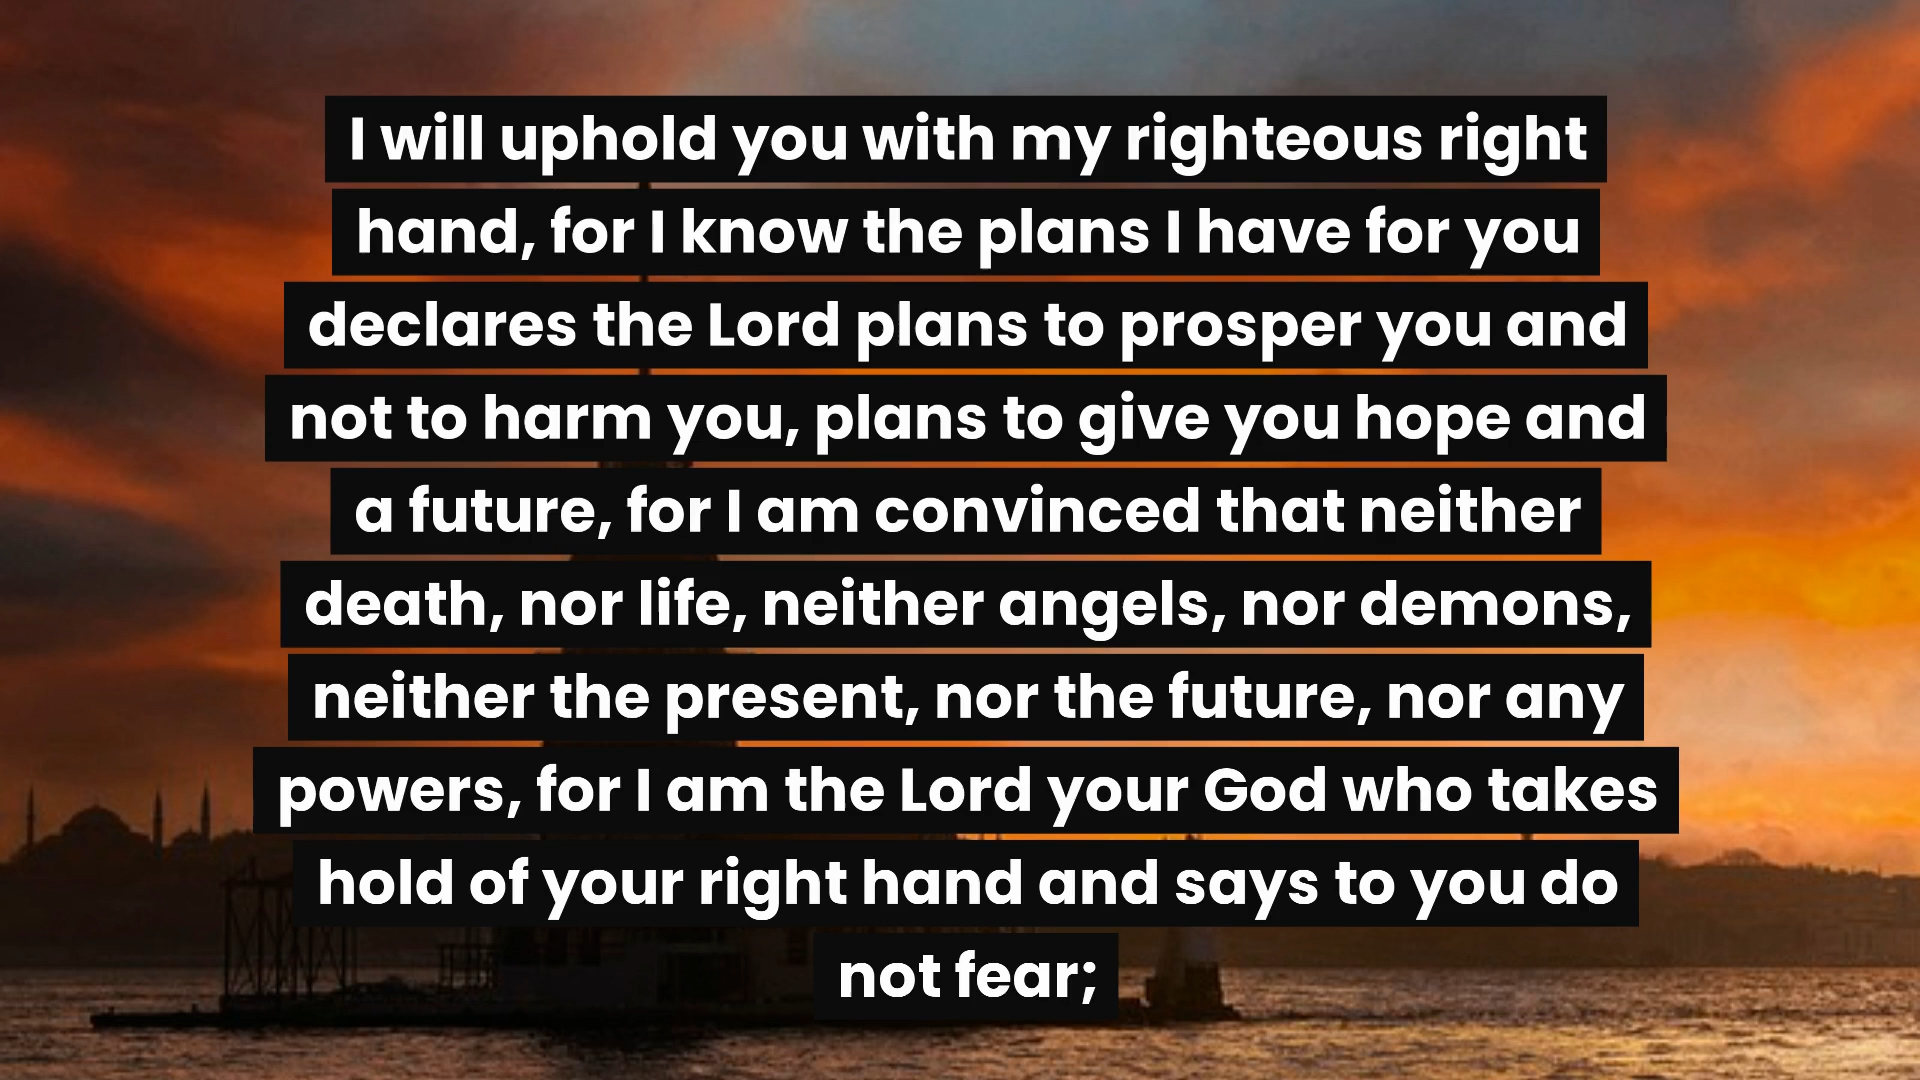 I will uphold you with my righteous right
hand, for I know the plans I have for you
declares the Lord plans to prosper you and
not to harm you, plans to give you hope and
a future, for I am convinced that neither
death, nor life, neither angels, nor demons,
neither the present, nor the future, nor any
powers, for I am the Lord your God who takes
hold of your right hand and says to you do
not fear;